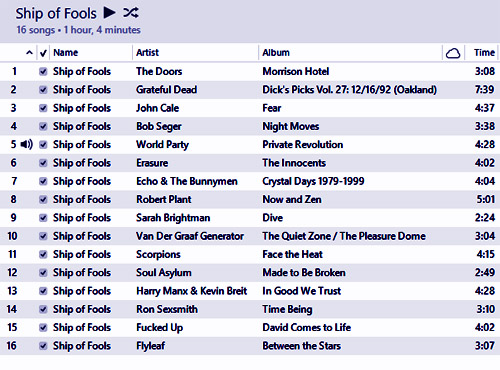 Ship of Fools
16 songs • 1 hour, 4 minutes
Name Artist Album Time
1 Ship of Fools The Doors Morrison Hotel 3:08
2 Ship of Fools Grateful Dead Dick's Picks Vol. 27: 12/16/92 (Oakland) 7:39
3 Ship of Fools John Cale Fear 4:37
4 Ship of Fools Bob Seger Night Moves 3:38
5 Ship of Fools World Party Private Revolution 4:28
6 Ship of Fools Erasure The Innocents 4:02
7 Ship of Fools Echo & The Bunnymen Crystal Days 1979-1999 4:04
8 Ship of Fools Robert Plant Now and Zen 5:01
9 Ship of Fools Sarah Brightman Dive 2:24
10 Ship of Fools Van Der Graaf Generator The Quiet Zone / The Pleasure Dome 3:04
11 Ship of Fools Scorpions Face the Heat 4:15
12 Ship of Fools Soul Asylum Made to Be Broken 2:49
13 Ship of Fools Harry Manx & Kevin Breit In Good We Trust 4:28
14 Ship of Fools Ron Sexsmith Time Being 3:10
15 Ship of Fools Fucked Up David Comes to Life 4:02
16 Ship of Fools Flyleaf Between the Stars 3:07